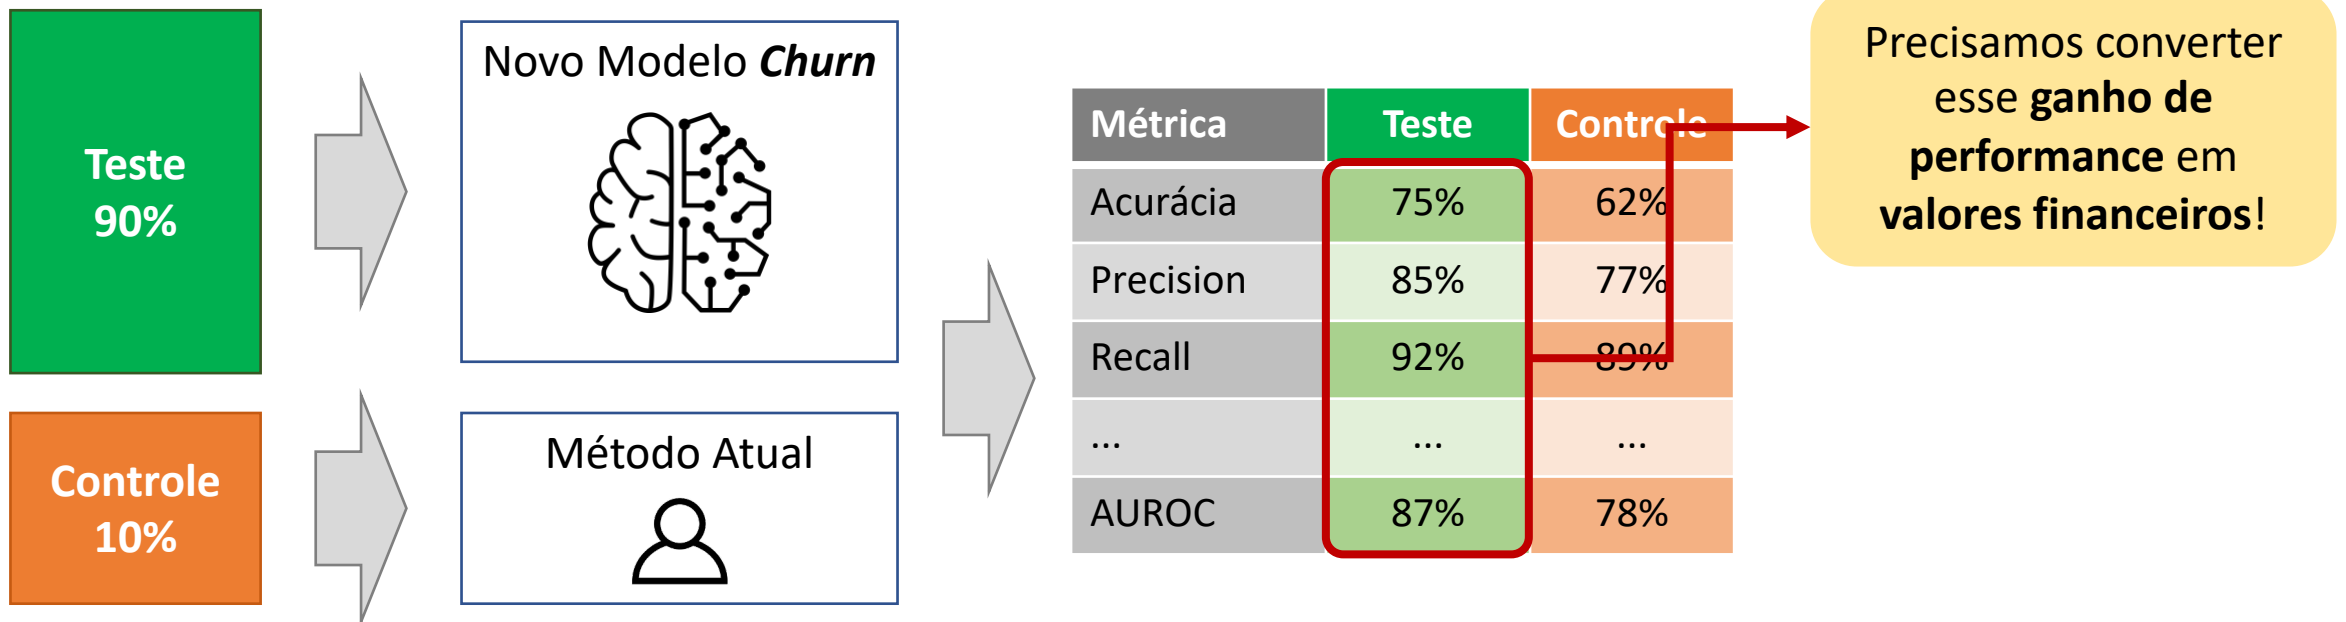 Teste
90%
Controle
10%
Novo Modelo Churn
Método Atual
Métrica Teste Controle
Acurácia 75% 62%
Precision 85% 77%
Recall 92% 89%
... ... ...
AUROC 87% 78%
Precisamos converter
esse ganho de
performance em
valores financeiros!